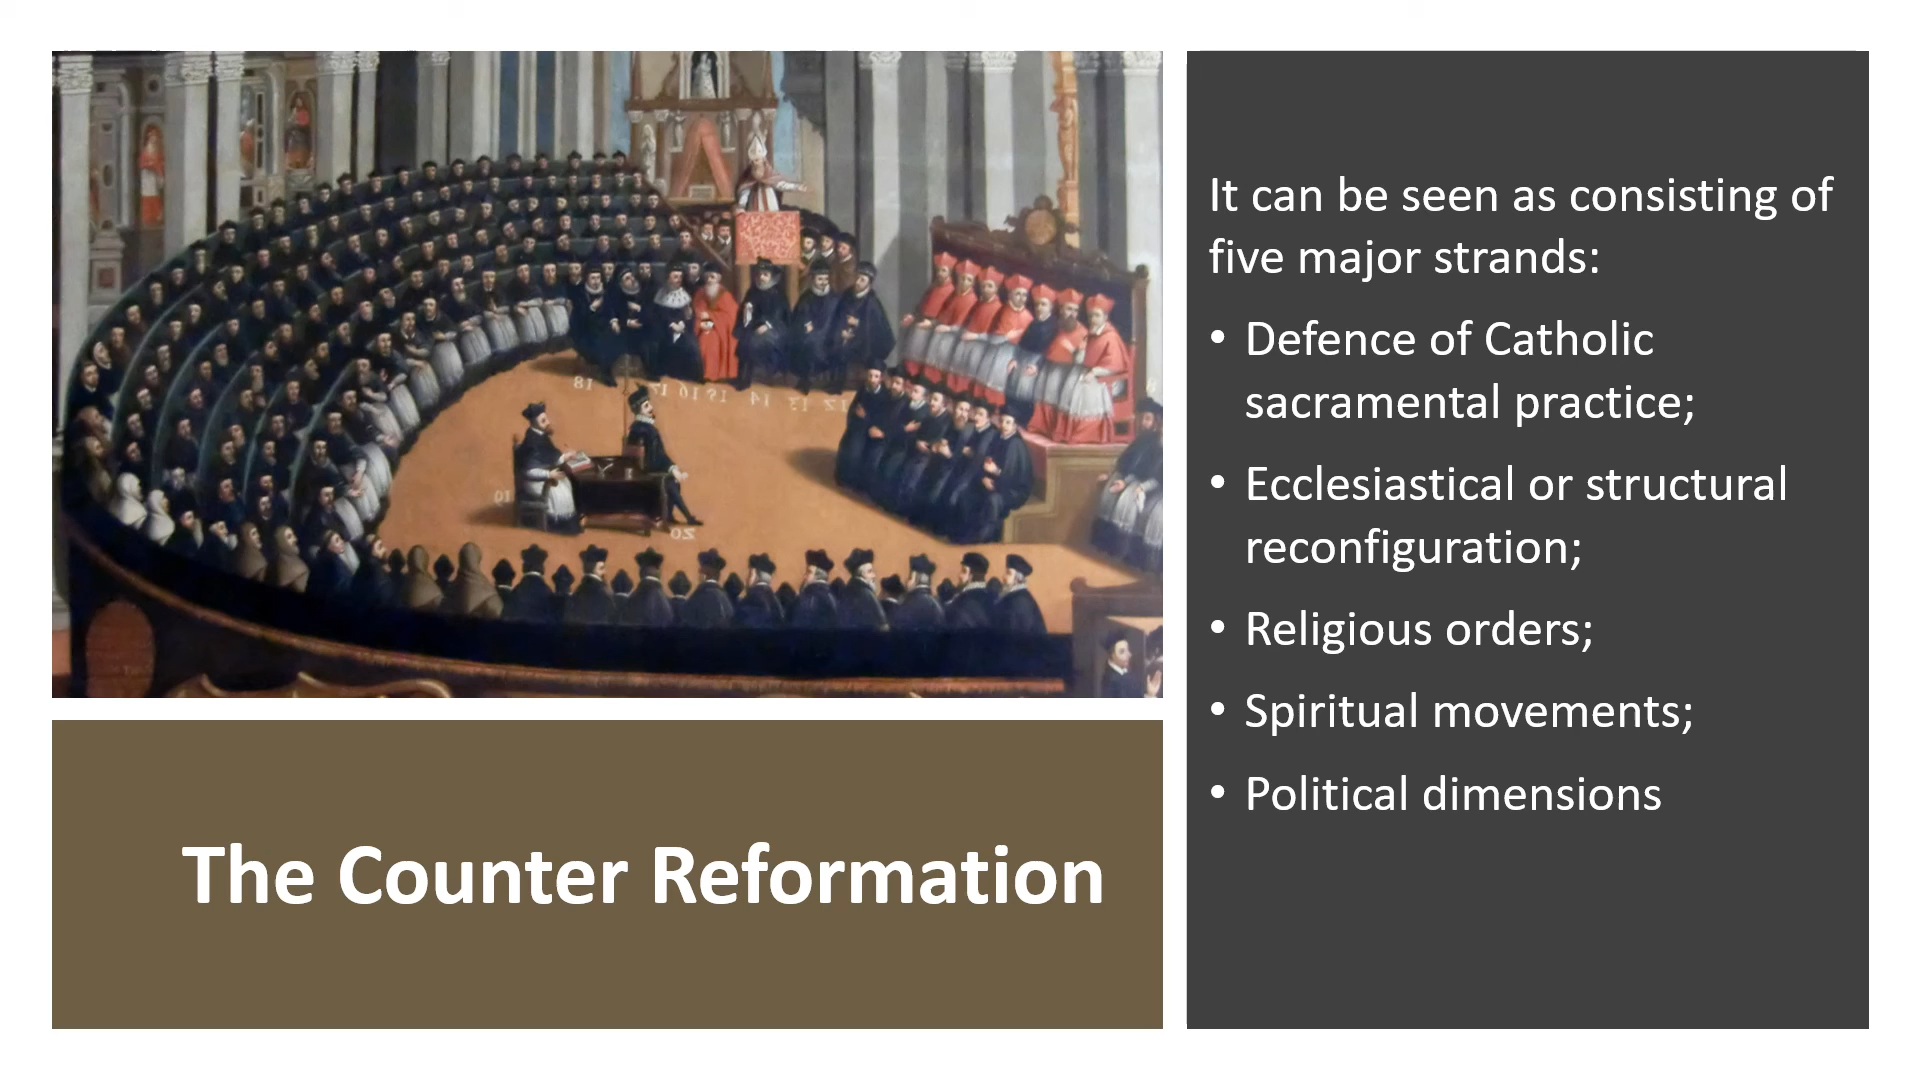 It can be seen as consisting of
five major strands:
• Defence of Catholic
sacramental practice;
• Ecclesiastical or structural
reconfiguration;
• Religious orders;
• Spiritual movements;
• Political dimensions
The Counter Reformation